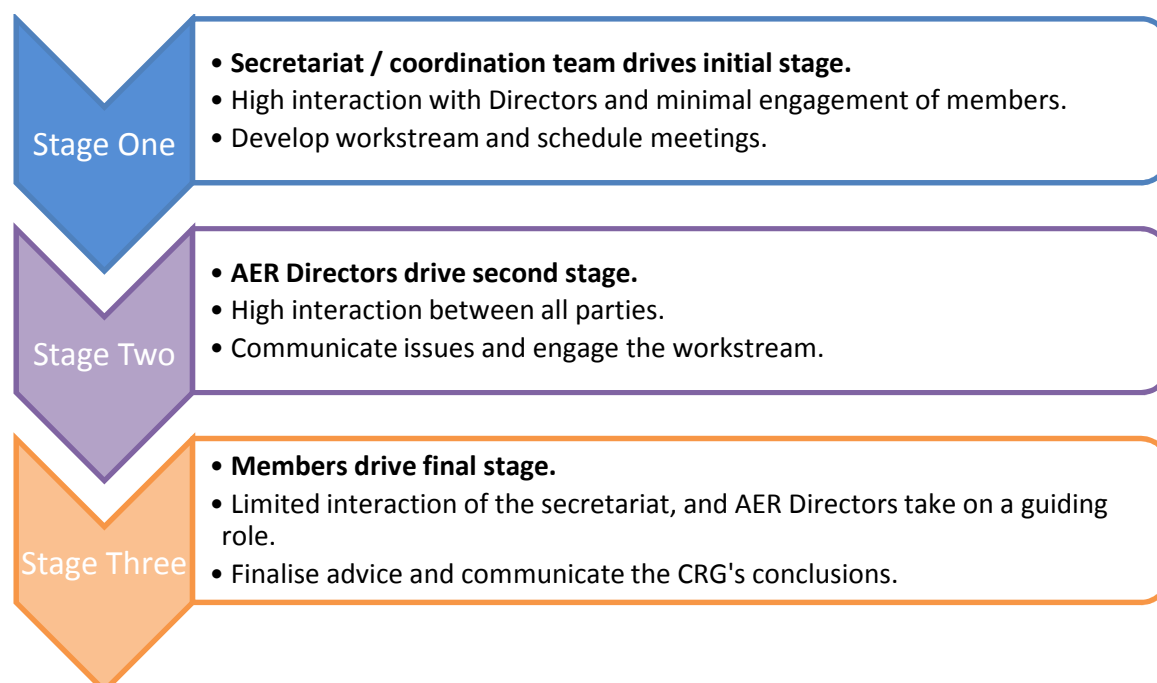 Stage One
• Secretariat / coordination team drives initial stage.
• High interaction with Directors and minimal engagement of members.
• Develop workstream and schedule meetings.
Stage Two
• AER Directors drive second stage.
• High interaction between all parties.
• Communicate issues and engage the workstream.
Stage Three
• Members drive final stage.
• Limited interaction of the secretariat, and AER Directors take on a guiding
role.
• Finalise advice and communicate the CRG's conclusions.